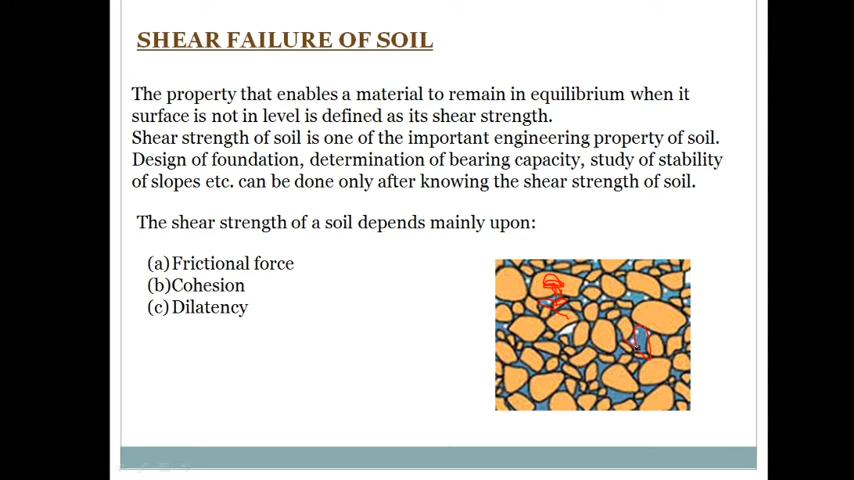 SHEAR FAILURE OF SOIL
The property that enables a material to remain in equilibrium when it
surface is not in level is defined as its shear strength.
Shear strength of soil is one of the important engineering property of soil.
Design of foundation, determination of bearing capacity, study of stability
of slopes etc. can be done only after knowing the shear strength of soil.
The shear strength of a soil depends mainly upon:
(a) Frictional force
(b) Cohesion
(c) Dilatency